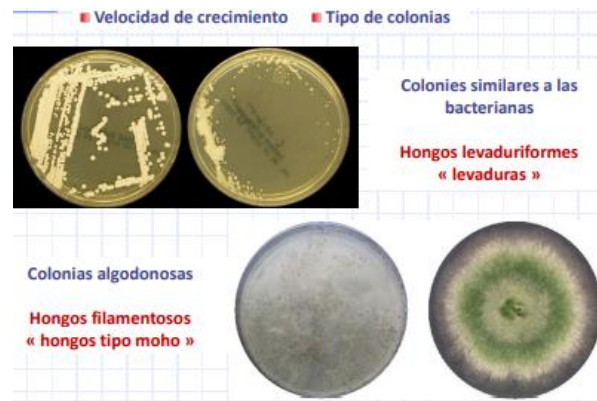 Velocidad de crecimiento Tipo de colonias
Colonies similares a las
bacterianas
Hongos levaduriformes
« levaduras »
Colonias algodonosas
Hongos filamentosos
« hongos tipo moho »